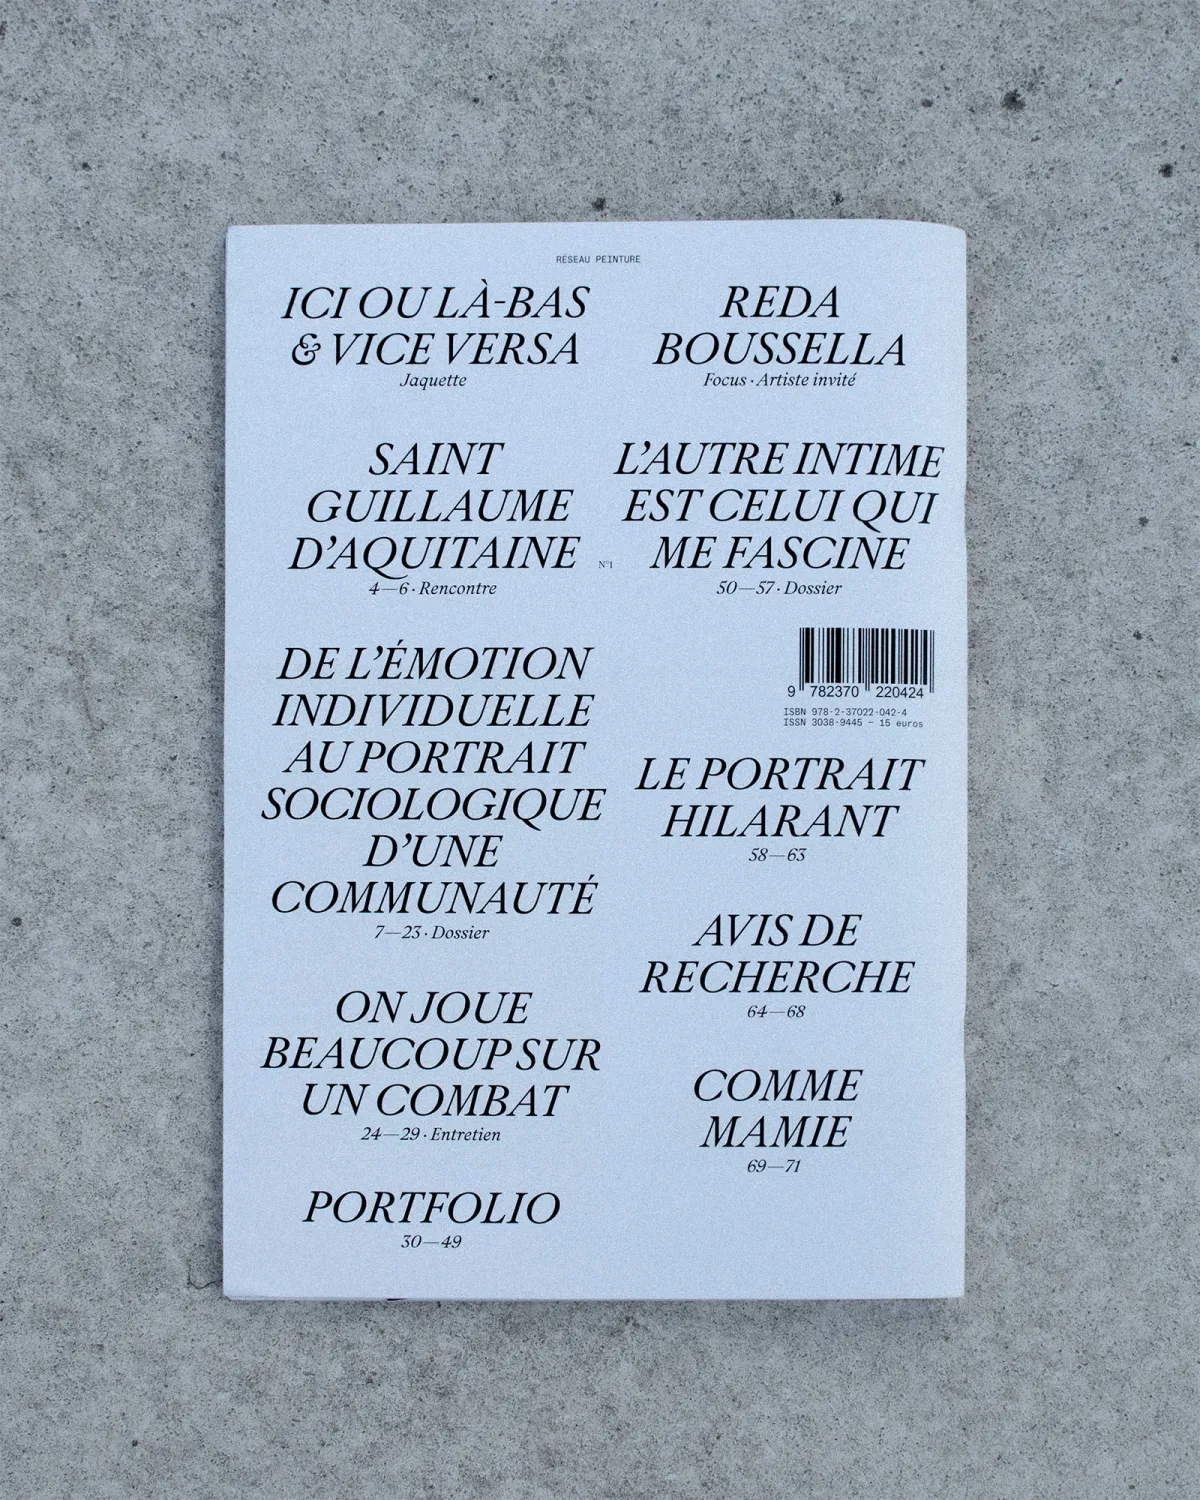 RÉSEAU PEINTURE
ICI OU LÀ-BAS
& VICE VERSA
Jaquette
SAINT
GUILLAUME
D’AQUITAINE
4—6 · Rencontre
DE L’ÉMOTION
INDIVIDUELLE
AU PORTRAIT
SOCIOLOGIQUE
D’UNE
COMMUNAUTÉ
7—23 · Dossier
ON JOUE
BEAUCOUP SUR
UN COMBAT
24—29 · Entretien
PORTFOLIO
30—49
N°1
REDA
BOUSSELLA
Focus · Artiste invité
L’AUTRE INTIME
EST CELUI QUI
ME FASCINE
50—57 · Dossier
9 782370 220424
ISBN 978-2-37022-042-4
ISSN 3038-9445 — 15 euros
LE PORTRAIT
HILARANT
58—63
AVIS DE
RECHERCHE
64—68
COMME
MAMIE
69—71